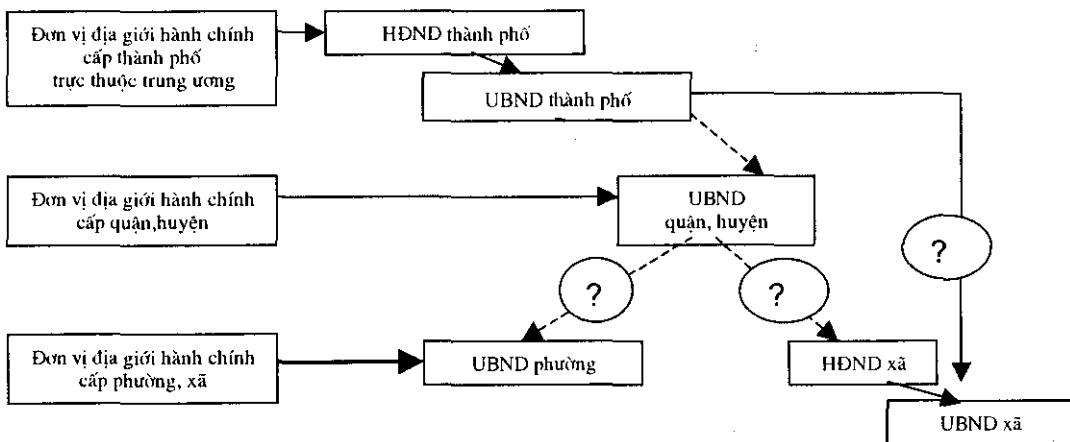 Đơn vị địa giới hành chính
cấp thành phố
trực thuộc trung ương
HĐND thành phố
UBND thành phố
Đơn vị địa giới hành chính
cấp quận,huyện
UBND
quận, huyện
?
?
?
Đơn vị địa giới hành chính
cấp phường, xã
UBND phường
HĐND xã
UBND xã